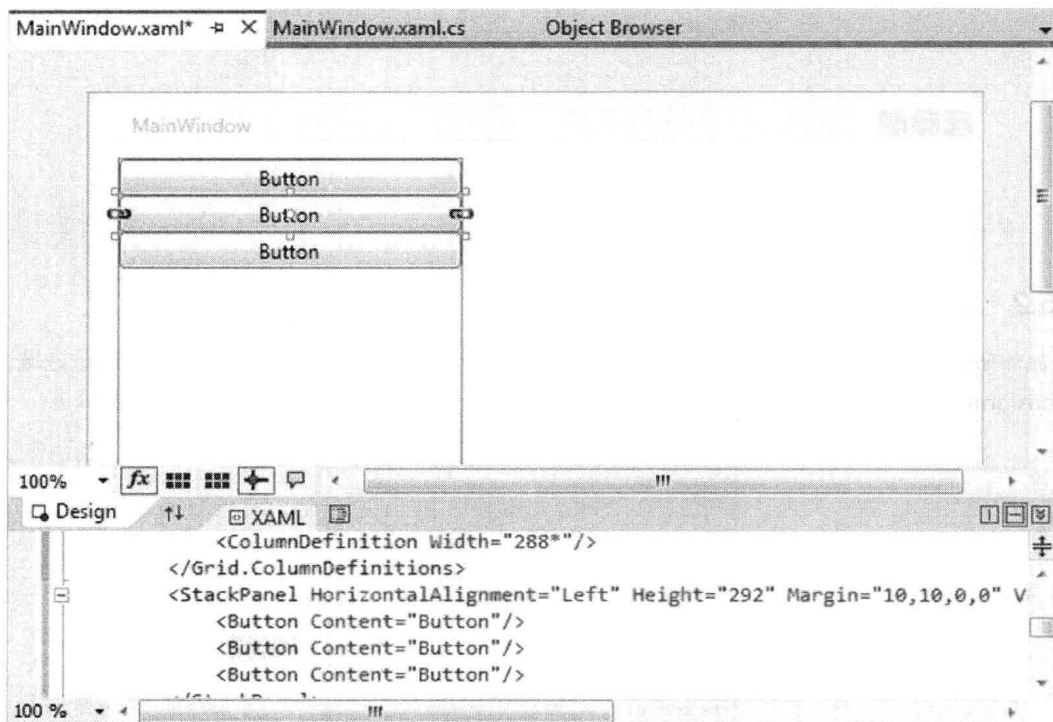 MainWindow.xaml* MainWindow.xaml.cs Object Browser
MainWindow
Button
Button
Button
100% fx
Design XAML
<ColumnDefinition Width="288*"/>
</Grid.ColumnDefinitions>
<StackPanel HorizontalAlignment="Left" Height="292" Margin="10,10,0,0" V
<Button Content="Button"/>
<Button Content="Button"/>
<Button Content="Button"/>
100 %